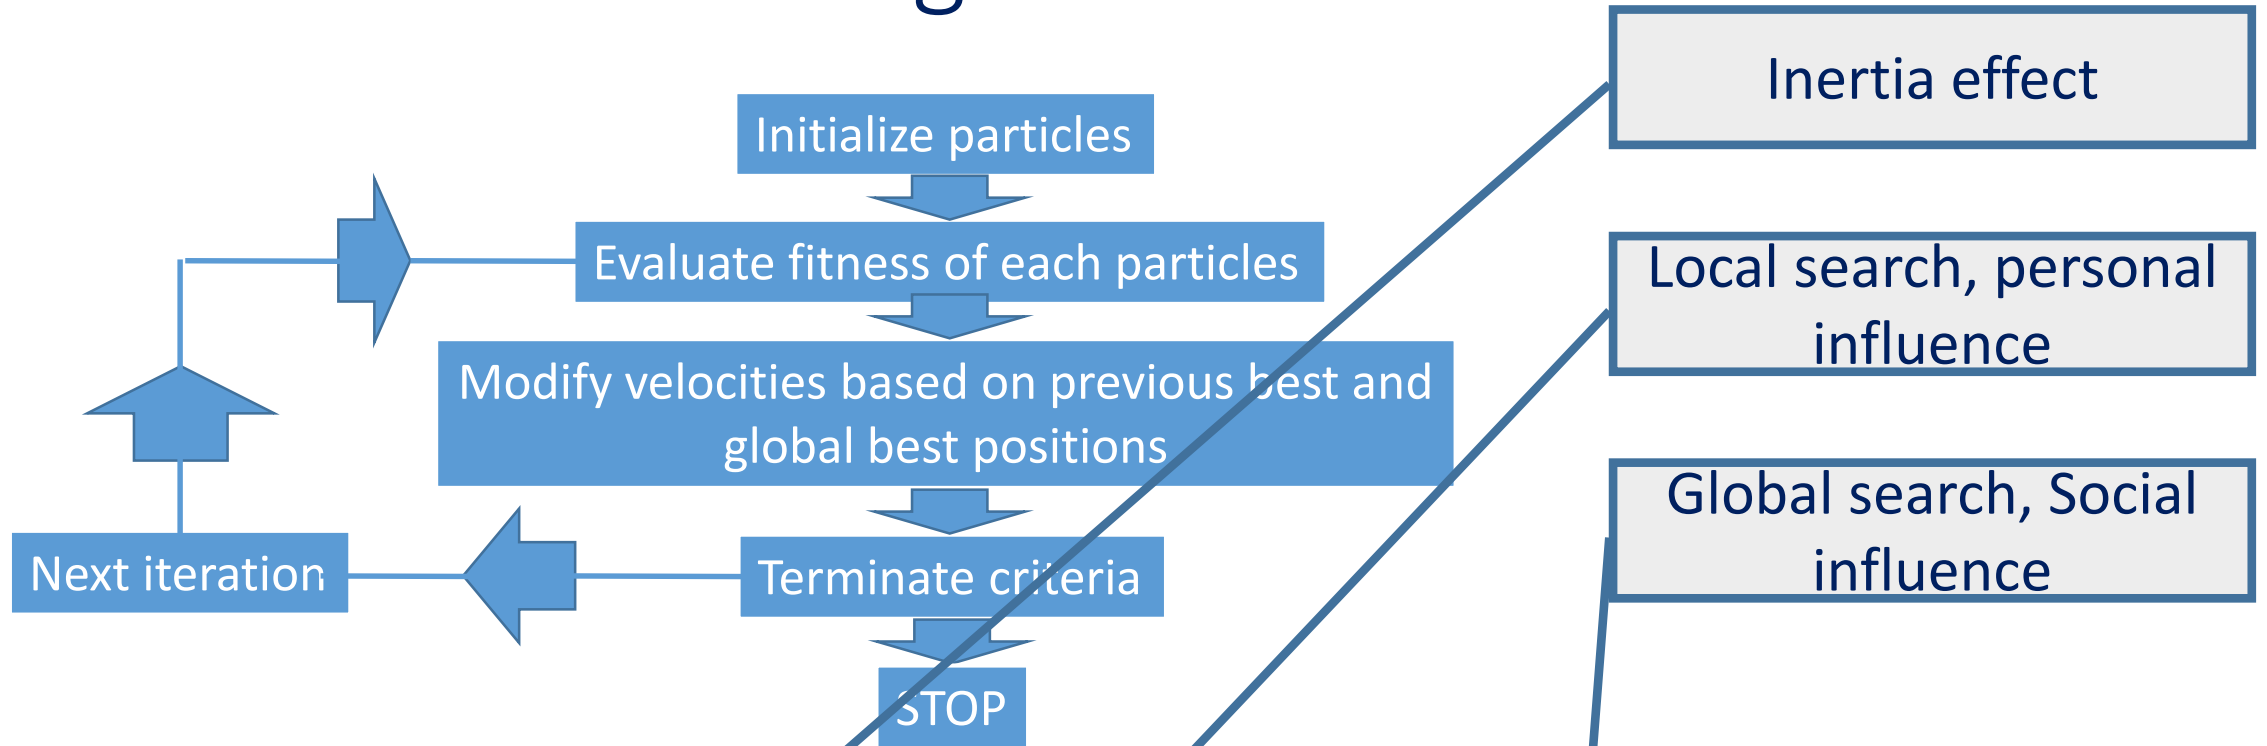 Initialize particles
Evaluate fitness of each particles
Modify velocities based on previous best and
global best positions
Terminate criteria
Next iteration
STOP
Inertia effect
Local search, personal
influence
Global search, Social
influence